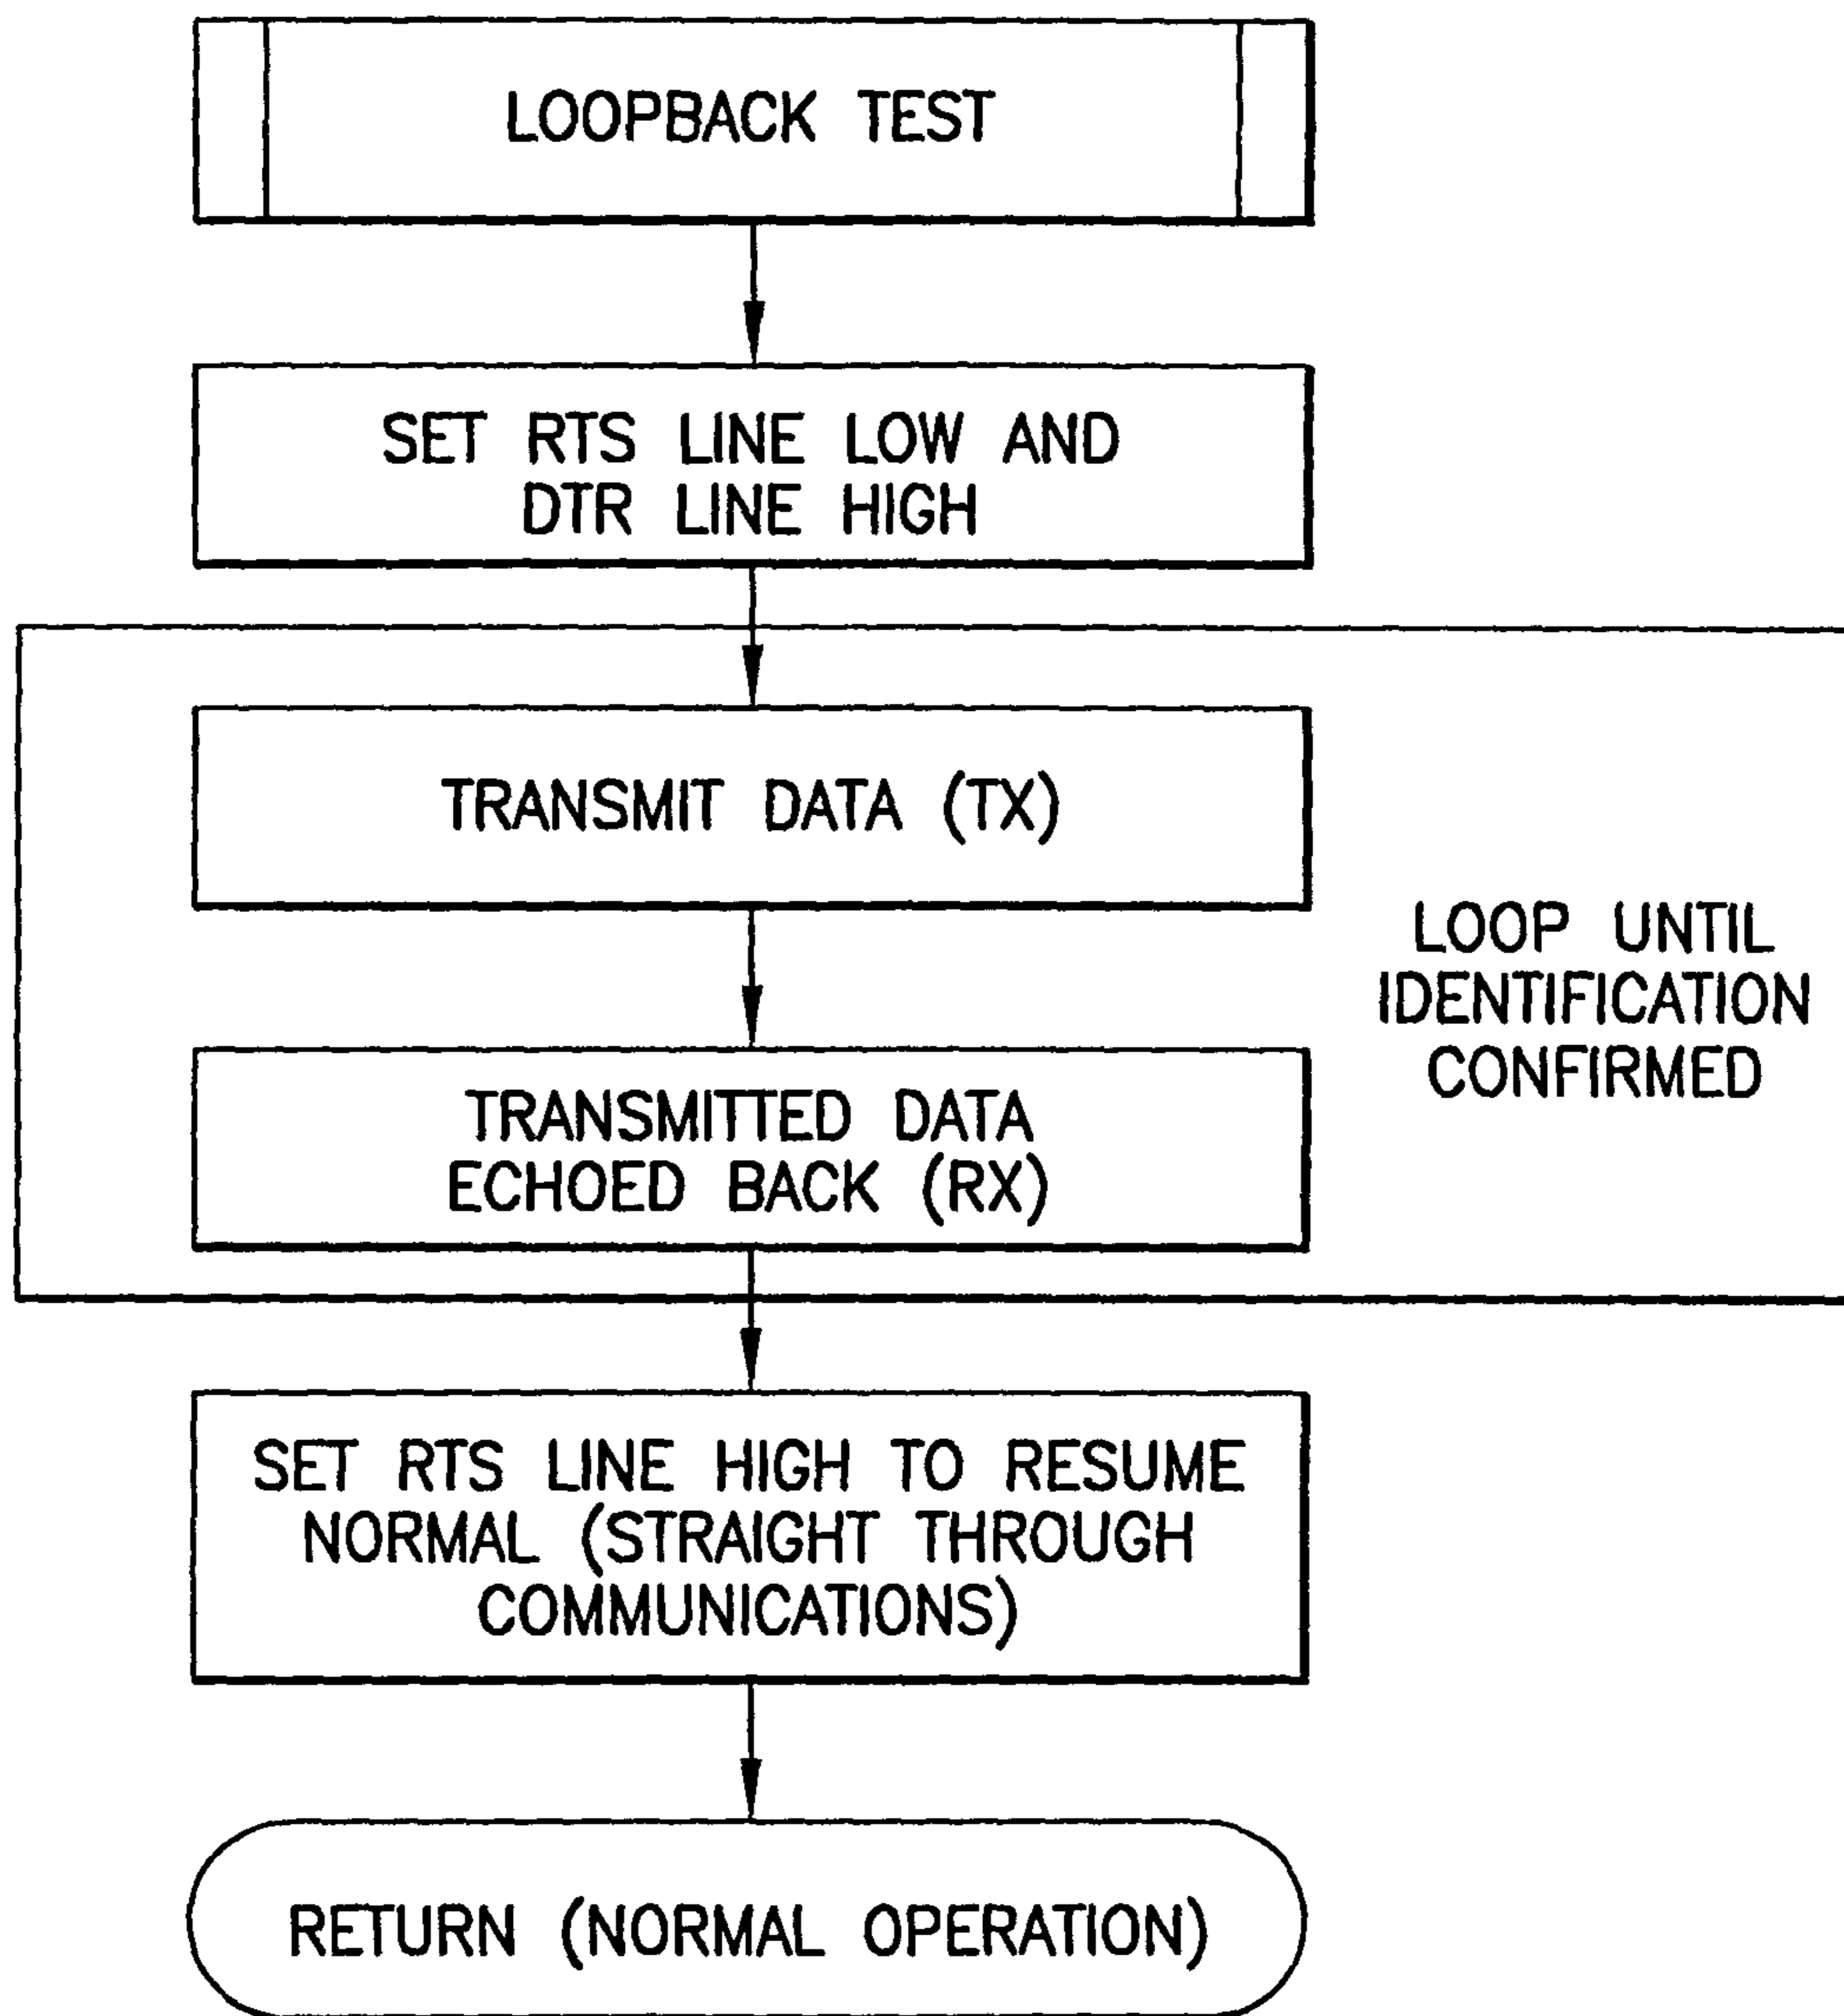 LOOPBACK TEST
SET RTS LINE LOW AND
DTR LINE HIGH
TRANSMIT DATA (TX)
LOOP UNTIL
IDENTIFICATION
CONFIRMED
TRANSMITTED DATA
ECHOED BACK (RX)
SET RTS LINE HIGH TO RESUME
NORMAL (STRAIGHT THROUGH
COMMUNICATIONS)
RETURN (NORMAL OPERATION)